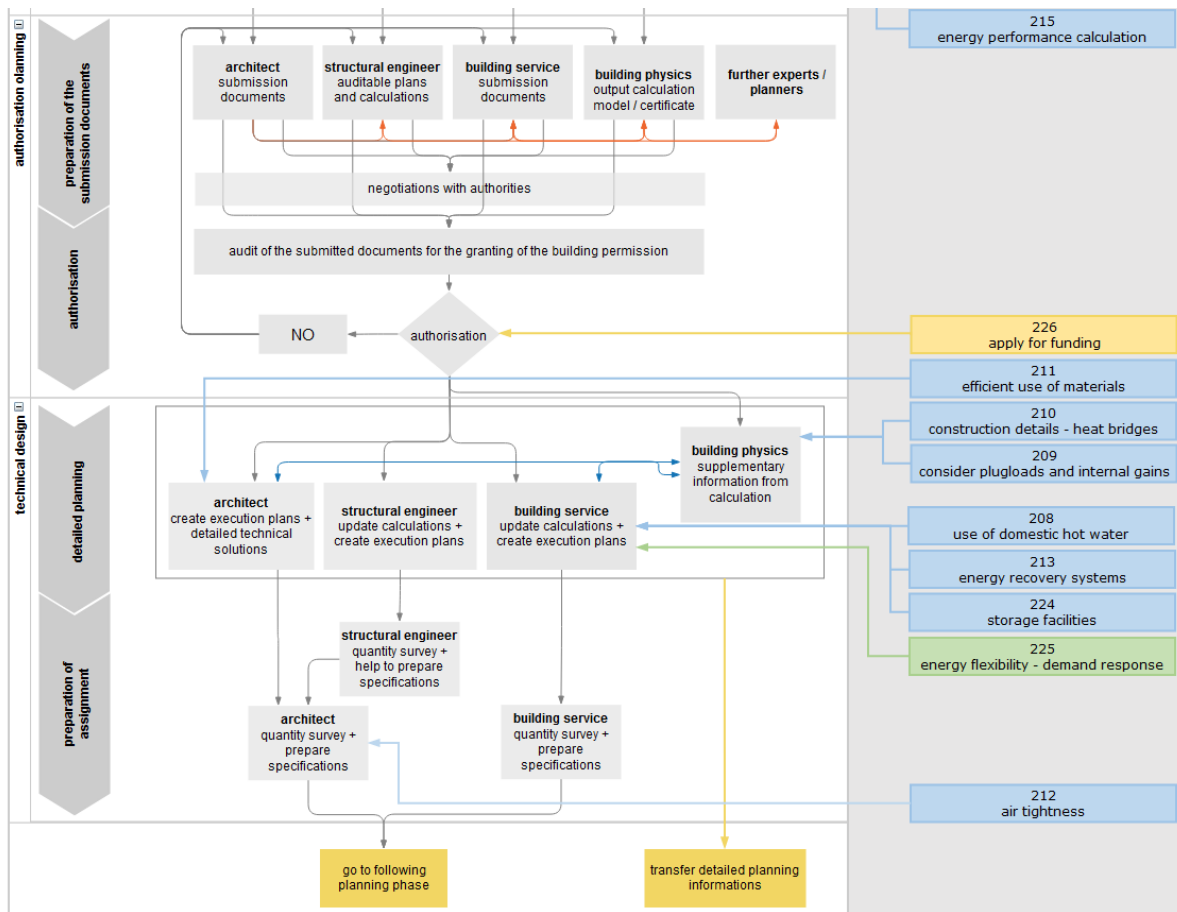 authorisation olanning
preparation of the
submission documents
authorisation
architect
submission
documents
structural engineer
auditable plans
and calculations
building service
submission
documents
building physics
output calculation
model / certificate
further experts /
planners
215
energy performance calculation
negotiations with authorities
audit of the submitted documents for the granting of the building permission
NO
authorisation
226
apply for funding
211
efficient use of materials
technical design
detailed planning
preparation of
assignment
building physics
supplementary
information from
calculation
210
construction details - heat bridges
209
consider plugloads and internal gains
architect
create execution plans +
detailed technical
solutions
structural engineer
update calculations +
create execution plans
building service
update calculations +
create execution plans
208
use of domestic hot water
213
energy recovery systems
224
storage facilities
225
energy flexibility - demand response
structural engineer
quantity survey +
help to prepare
specifications
architect
quantity survey +
prepare
specifications
building service
quantity survey +
prepare
specifications
212
air tightness
go to following
planning phase
transfer detailed planning
informations